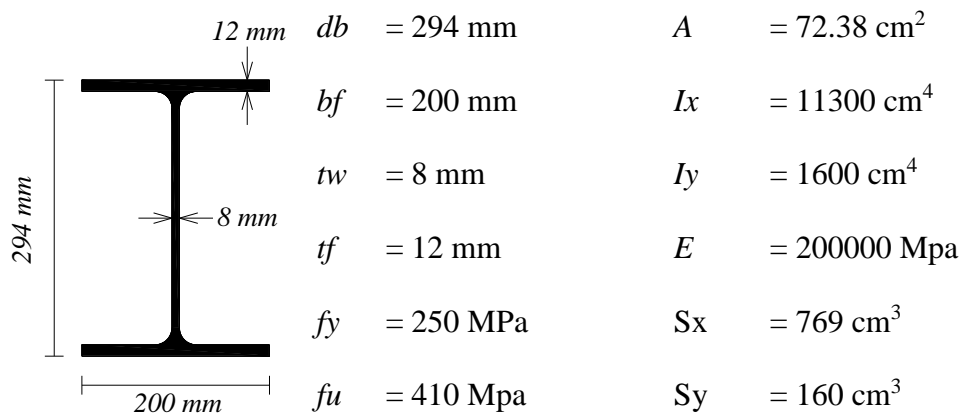 12 mm
294 mm
8 mm
200 mm
db = 294 mm A = 72.38 cm²
bf = 200 mm Ix = 11300 cm⁴
tw = 8 mm Iy = 1600 cm⁴
tf = 12 mm E = 200000 Mpa
fy = 250 MPa Sx = 769 cm³
fu = 410 Mpa Sy = 160 cm³